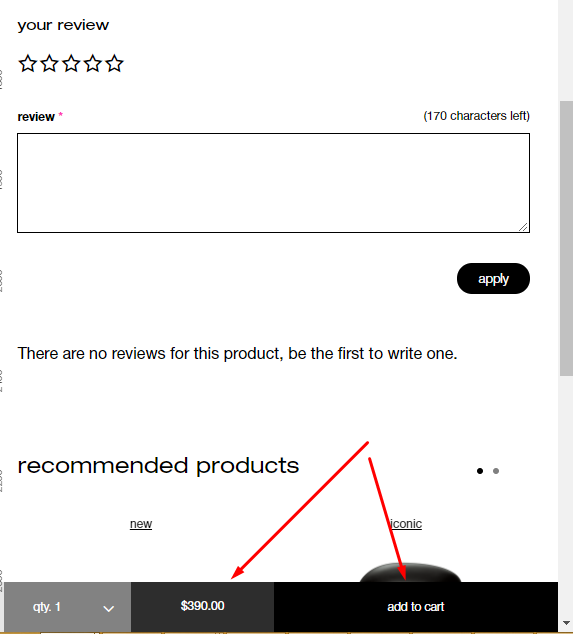 your review
review * (170 characters left)
apply
There are no reviews for this product, be the first to write one.
recommended products
new iconic
qty. 1 $390.00 add to cart